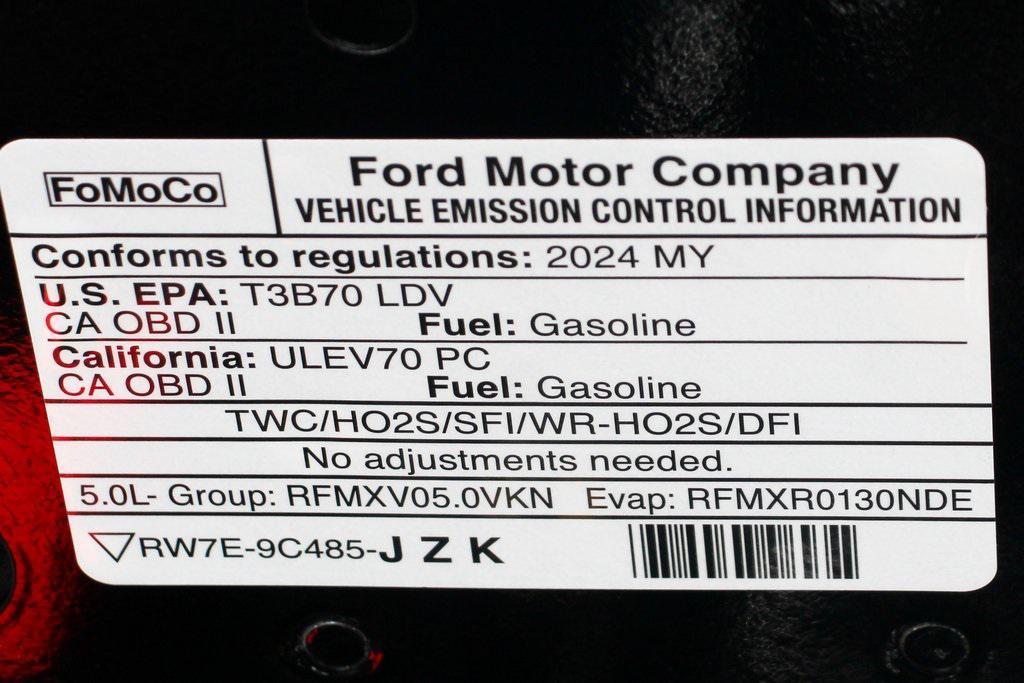 FoMoCo
Ford Motor Company
VEHICLE EMISSION CONTROL INFORMATION
Conforms to regulations: 2024 MY
U.S. EPA: T3B70 LDV
CA OBD II Fuel: Gasoline
California: ULEV70 PC
CA OBD II Fuel: Gasoline
TWC/HO2S/SFI/WR-HO2S/DFI
No adjustments needed.
5.0L- Group: RFMXV05.0VKN Evap: RFMXR0130NDE
RW7E-9C485-J Z K